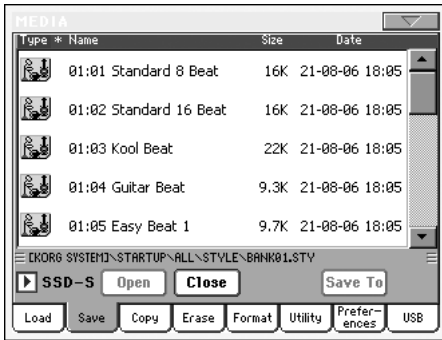 MEDIA
Type * Name Size Date
01:01 Standard 8 Beat 16K 21-08-06 18:05
01:02 Standard 16 Beat 16K 21-08-06 18:05
01:03 Kool Beat 22K 21-08-06 18:05
01:04 Guitar Beat 9.3K 21-08-06 18:05
01:05 Easy Beat 1 9.7K 21-08-06 18:05
[KORG SYSTEM]\STARTUP\ALL\STYLE\BANK01.STY
SSD-S Open Close Save To
Load Save Copy Erase Format Utility Prefer-ences USB